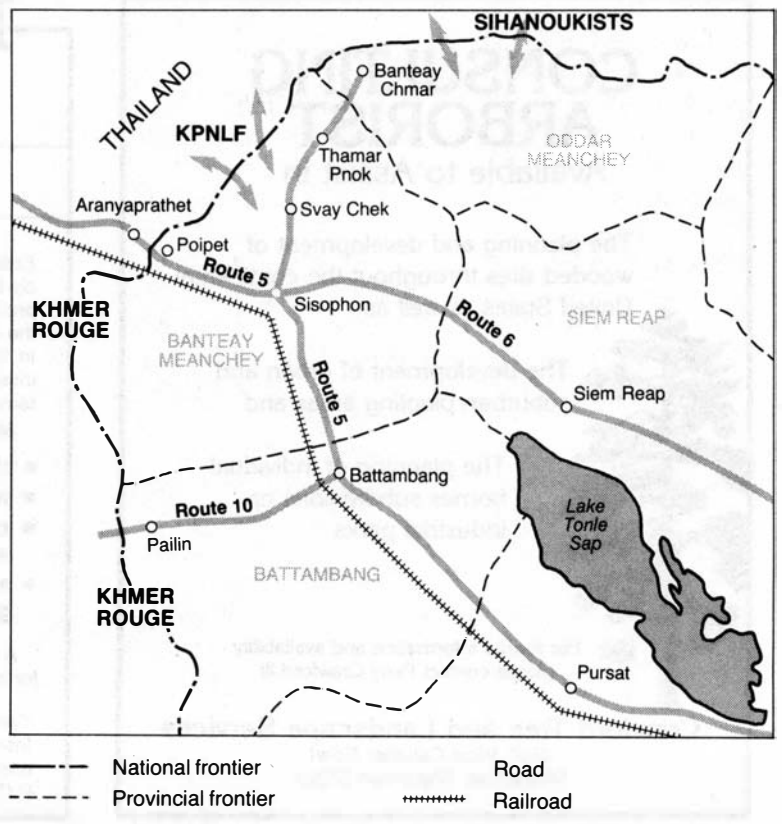 SIHANOUKISTS
THAILAND
Banteay
Chmar
KPNLF
Thamar
Pnok
ODDAR
MEANCHEY
Svay Chek
Aranyaprathet
Poipet
Route 5
Sisophon
KHMER
ROUGE
BANTEAY
MEANCHEY
Route 6
SIEM REAP
Route 5
Siem Reap
Battambang
Route 10
Pailin
Lake
Tonle
Sap
BATTAMBANG
KHMER
ROUGE
Pursat
National frontier
Road
Provincial frontier
Railroad